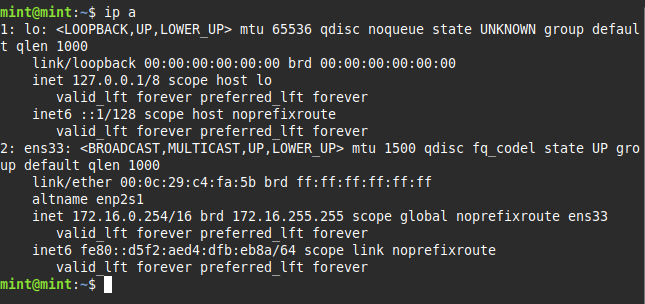 mint@mint:~$ ip a
1: lo: <LOOPBACK,UP,LOWER_UP> mtu 65536 qdisc noqueue state UNKNOWN group defaul
t qlen 1000
    link/loopback 00:00:00:00:00:00 brd 00:00:00:00:00:00
    inet 127.0.0.1/8 scope host lo
       valid_lft forever preferred_lft forever
    inet6 ::1/128 scope host noprefixroute
       valid_lft forever preferred_lft forever
2: ens33: <BROADCAST,MULTICAST,UP,LOWER_UP> mtu 1500 qdisc fq_codel state UP gro
up default qlen 1000
    link/ether 00:0c:29:c4:fa:5b brd ff:ff:ff:ff:ff:ff
    altname enp2s1
    inet 172.16.0.254/16 brd 172.16.255.255 scope global noprefixroute ens33
       valid_lft forever preferred_lft forever
    inet6 fe80::d5f2:aed4:dfb:eb8a/64 scope link noprefixroute
       valid_lft forever preferred_lft forever
mint@mint:~$